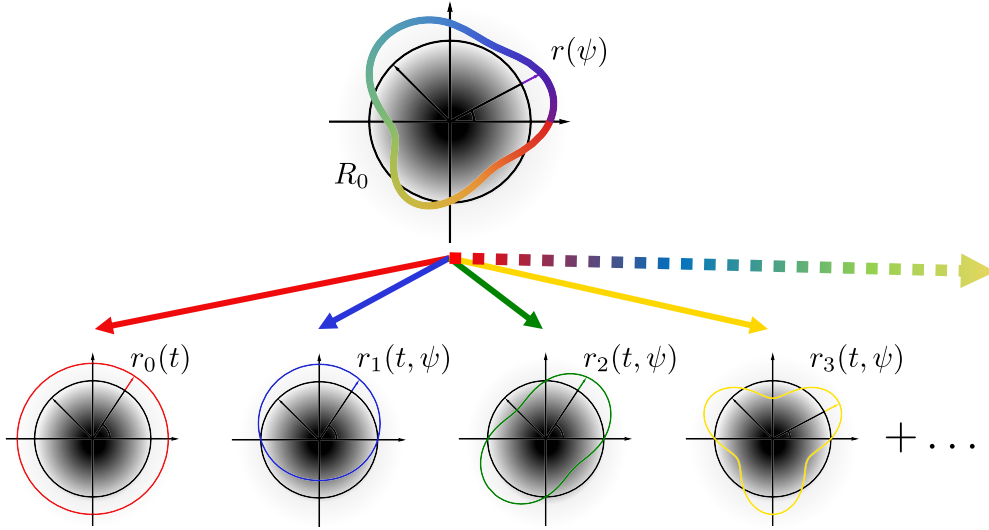 r(ψ)
R₀
r₀(t)
r₁(t, ψ)
r₂(t, ψ)
r₃(t, ψ)
+ ...